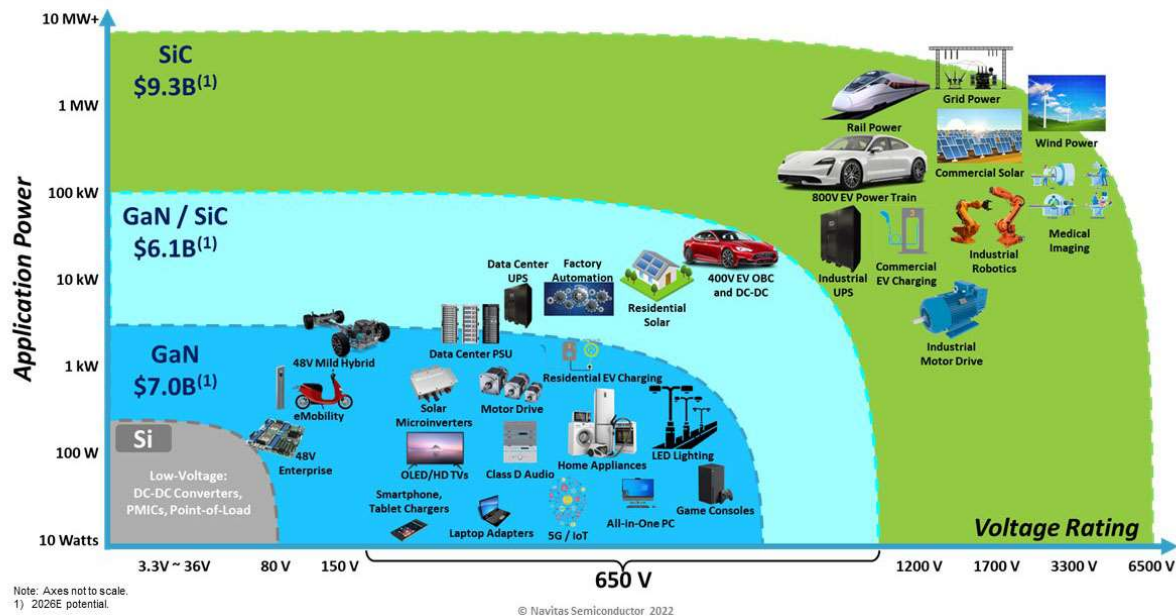 10 MW+
SiC
$9.3B(1)
Grid Power
1 MW
Rail Power
Wind Power
Commercial Solar
100 kW
800V EV Power Train
GaN / SiC
$6.1B(1)
Medical
Imaging
Data Center
UPS
Factory
Automation
400V EV OBC
and DC-DC
Industrial
UPS
Commercial
EV Charging
Industrial
Robotics
10 kW
Residential
Solar
Application Power
GaN
$7.0B(1)
48V Mild Hybrid
Data Center PSU
Industrial
Motor Drive
1 kW
Residential EV Charging
eMobility
Solar
Microinverters
Motor Drive
Si
48V
Enterprise
100 W
Home Appliances
LED Lighting
Low-Voltage:
DC-DC Converters,
PMICs, Point-of-Load
OLED/HD TVs
Class D Audio
Smartphone,
Tablet Chargers
Laptop Adapters
5G / IoT
All-in-One PC
Game Consoles
Voltage Rating
10 Watts
3.3V ~ 36V
80 V
150 V
650 V
1200 V
1700 V
3300 V
6500 V
Note: Axes not to scale.
1) 2026E potential.
© Navitas Semiconductor 2022